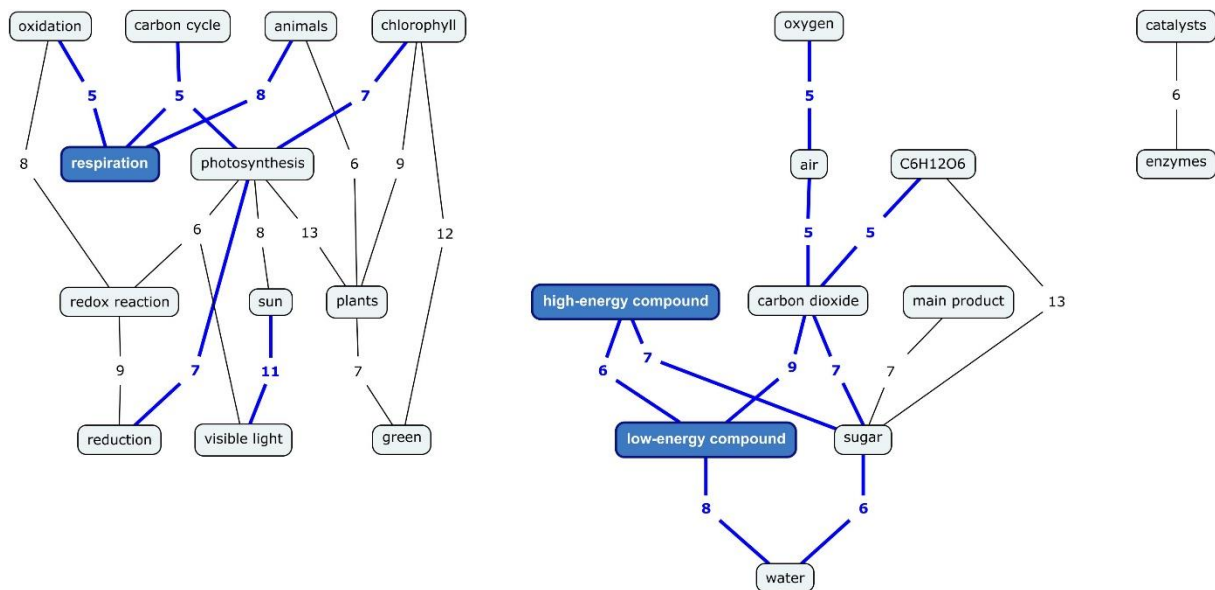 oxidation
carbon cycle
animals
chlorophyll
oxygen
catalysts
5
5
8
7
5
6
respiration
photosynthesis
8
6
9
air
C6H12O6
enzymes
6
8
13
12
5
5
redox reaction
sun
plants
high-energy compound
carbon dioxide
main product
13
9
7
11
7
6
7
9
7
7
reduction
visible light
green
low-energy compound
sugar
8
6
water